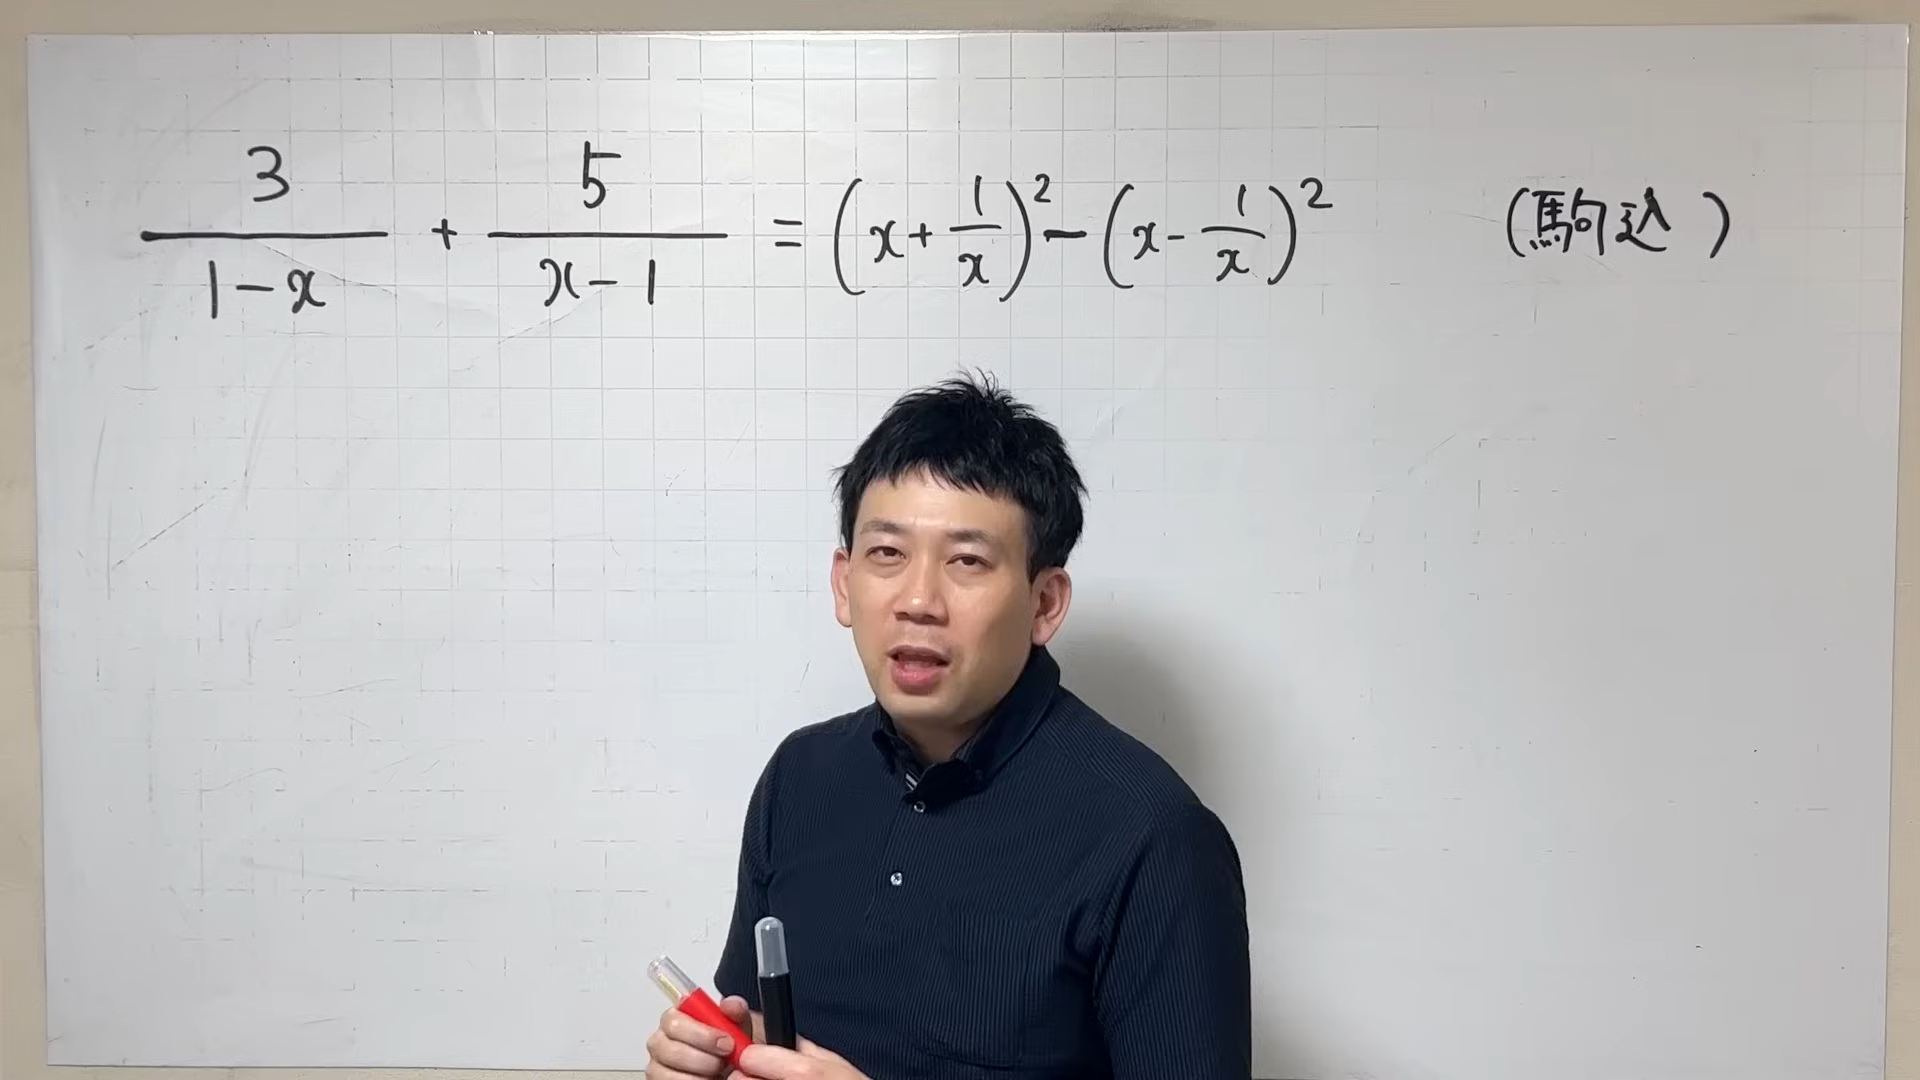 3/(1-x) + 5/(x-1) = (x+1/x)² - (x-1/x)² (駒込)